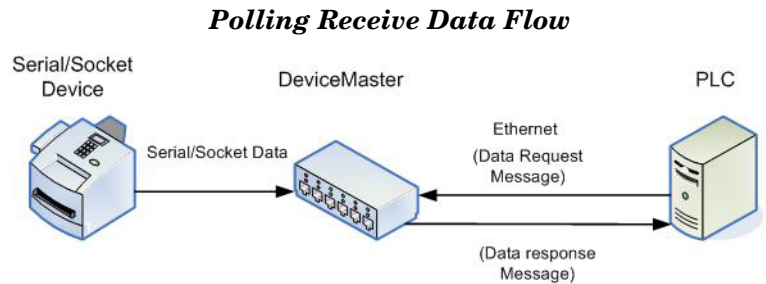 Polling Receive Data Flow
Serial/Socket
Device
DeviceMaster
PLC
Serial/Socket Data
Ethernet
(Data Request
Message)
(Data response
Message)